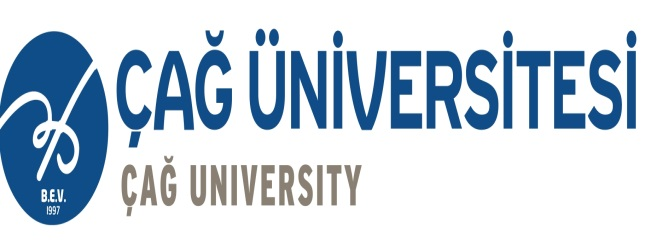 ÇAĞ ÜNİVERSİTESİ
ÇAĞ UNIVERSITY
B.E.V.
1997